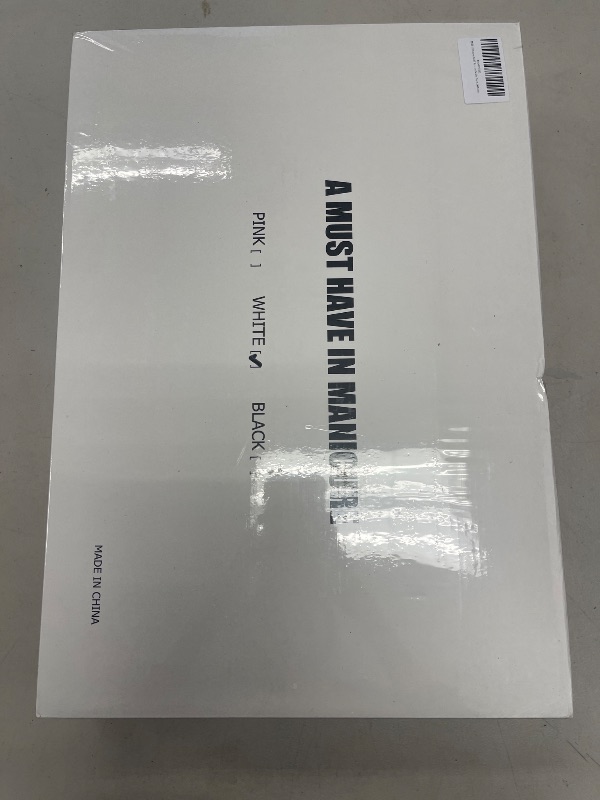 A MUST HAVE IN MANICURE
PINK [ ] WHITE [✔] BLACK [ ]
MADE IN CHINA